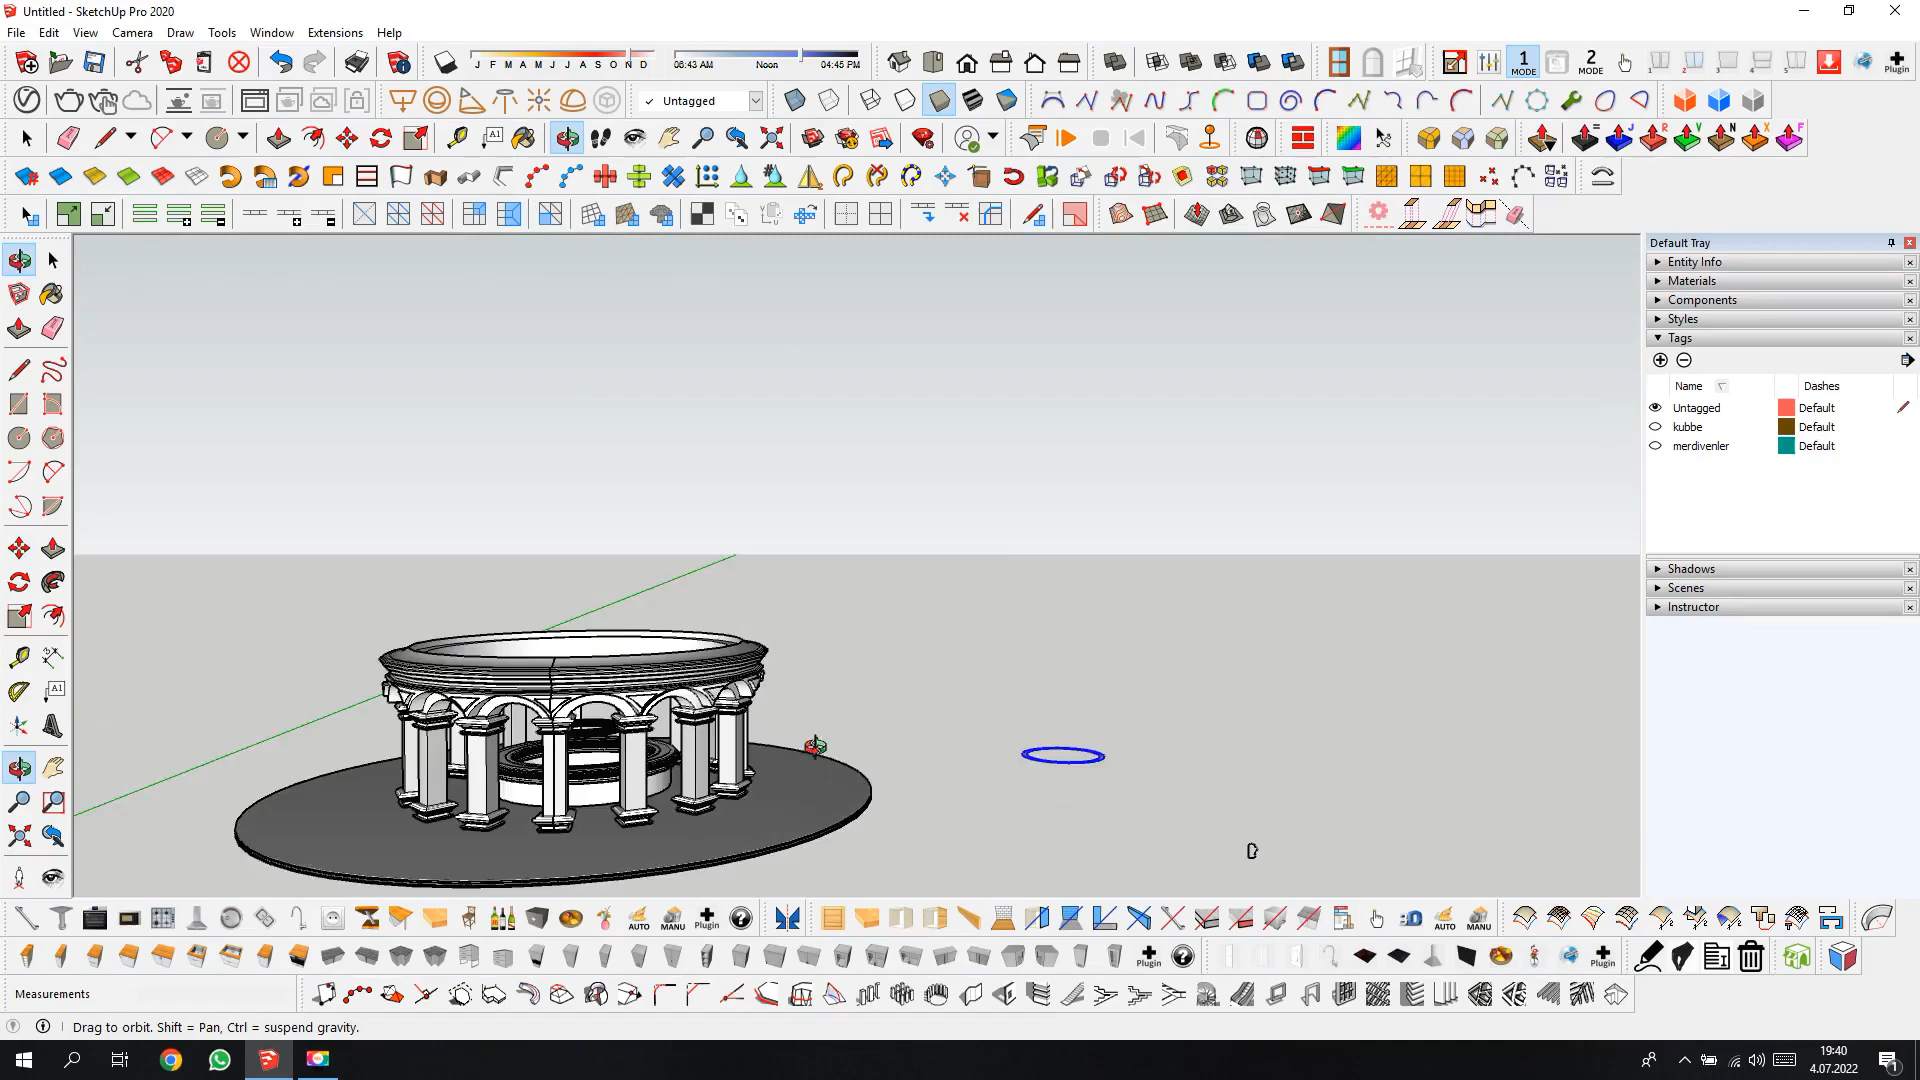 Untitled - SketchUp Pro 2020
File Edit View Camera Draw Tools Window Extensions Help
J F M A M J J A S O N D
06:43 AM Noon 04:45 PM
1 MODE
2 MODE
Plugin
Untagged
A1
= J R V N X F
Default Tray
Entity Info
Materials
Components
Styles
Tags
Name Dashes
Untagged Default
kubbe Default
merdivenler Default
Shadows
Scenes
Instructor
A1
AUTO MANU Plugin AUTO MANU
Plugin Plugin
Measurements
Drag to orbit. Shift = Pan, Ctrl = suspend gravity.
19:40
4.07.2022
1